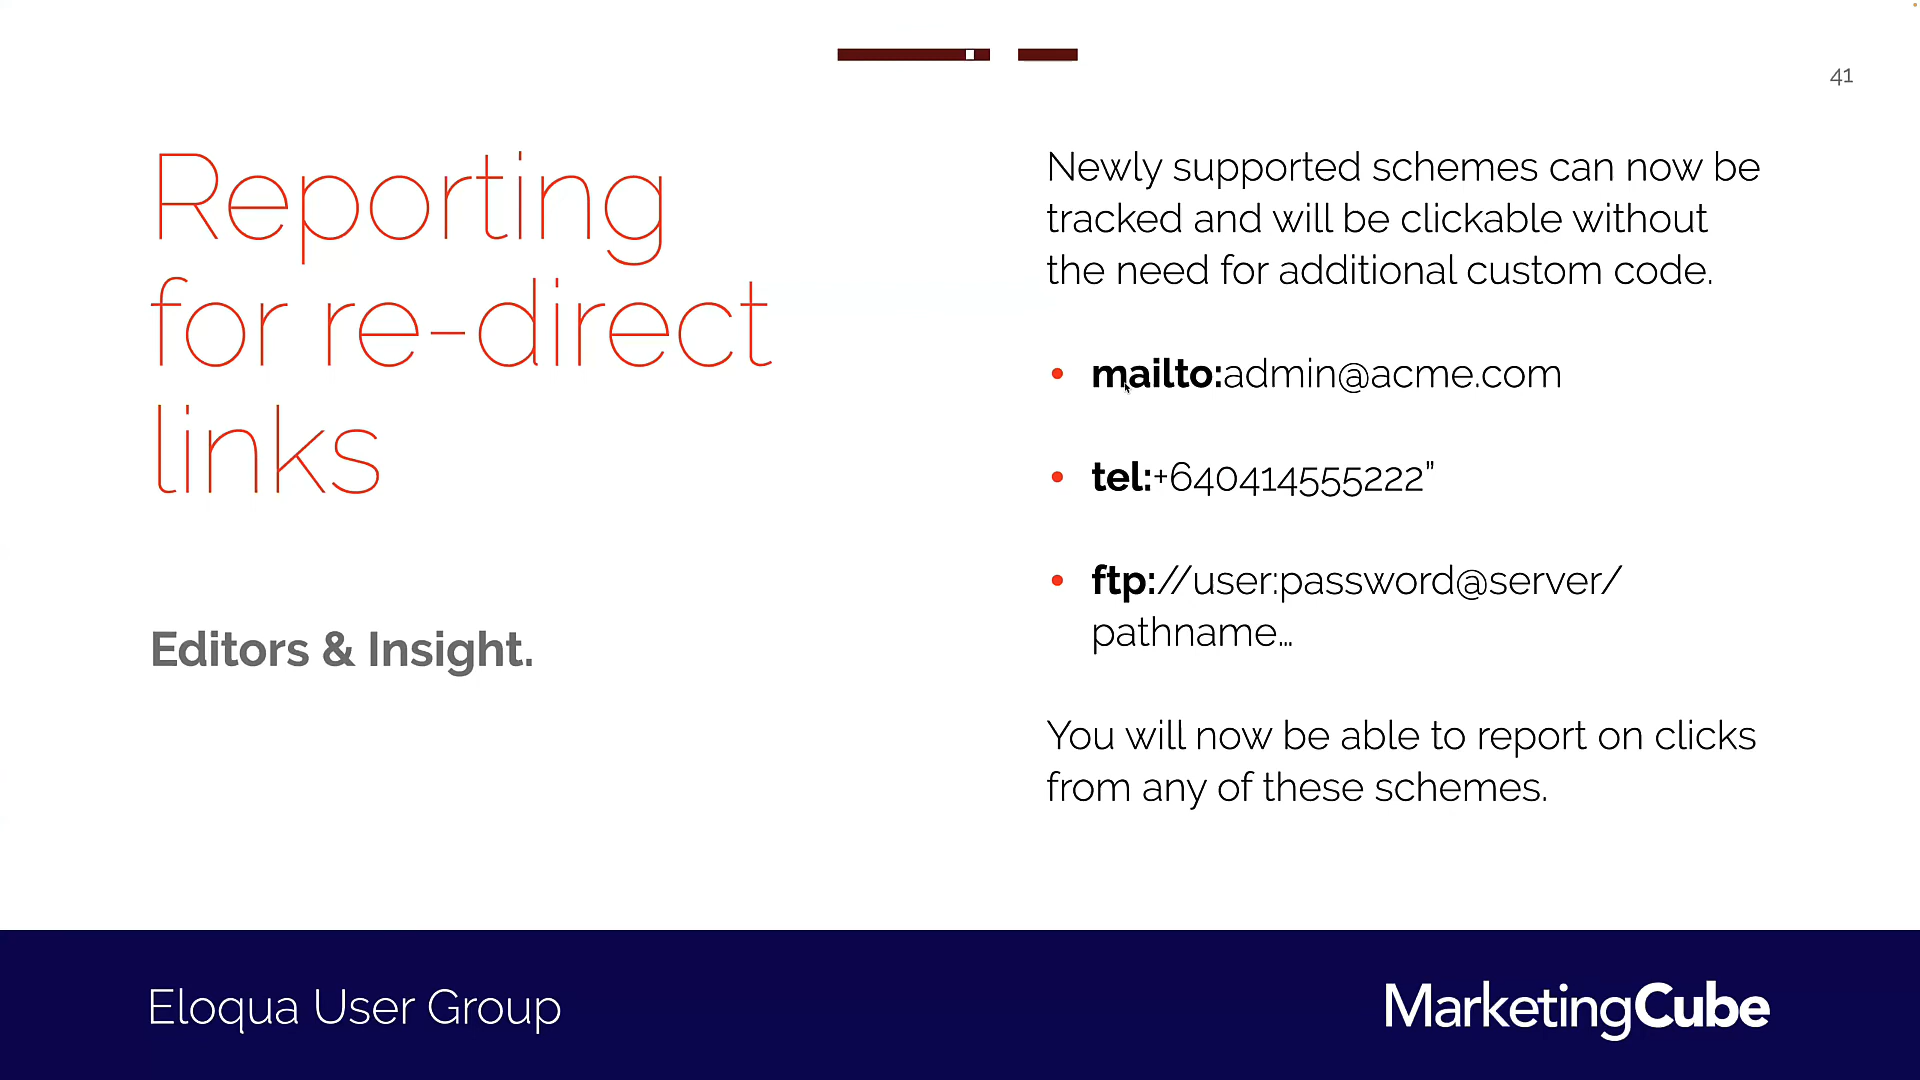 41
Reporting
for re-direct
links
Editors & Insight.
Newly supported schemes can now be
tracked and will be clickable without
the need for additional custom code.
• mailto:admin@acme.com
• tel:+640414555222”
• ftp://user:password@server/
pathname…
You will now be able to report on clicks
from any of these schemes.
Eloqua User Group
MarketingCube